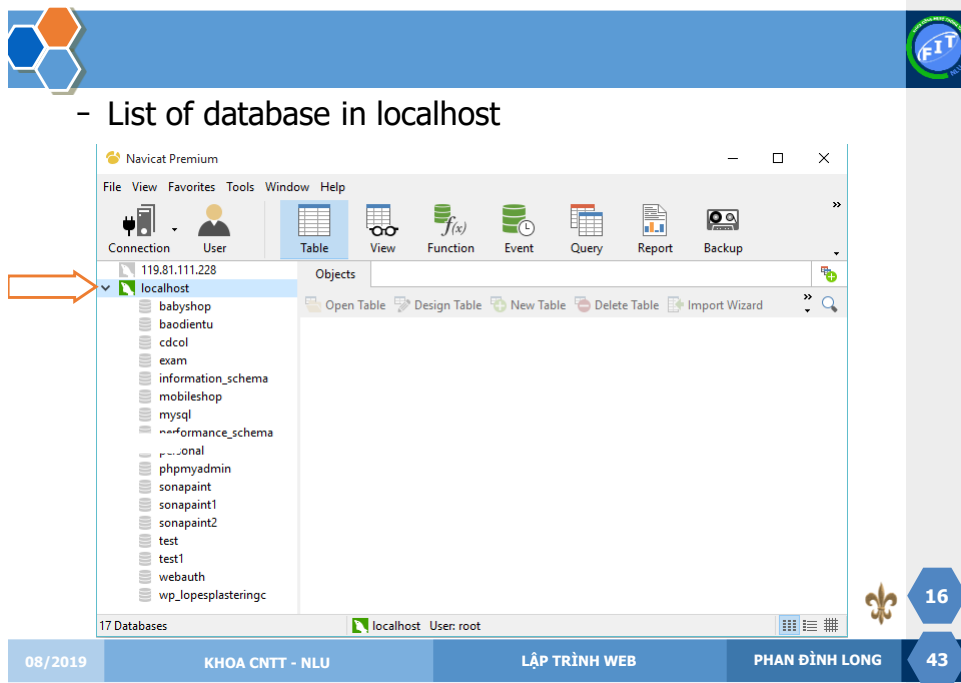 FIT
NLU
- List of database in localhost
Navicat Premium
File View Favorites Tools Window Help
Connection User Table View Function Event Query Report Backup
f(x)
119.81.111.228
localhost
babyshop
baodientu
cdcol
exam
information_schema
mobileshop
mysql
performance_schema
personal
phpmyadmin
sonapaint
sonapaint1
sonapaint2
test
test1
webauth
wp_lopesplasteringc
Objects
Open Table Design Table New Table Delete Table Import Wizard
17 Databases
localhost User: root
16
08/2019
KHOA CNTT - NLU
LẬP TRÌNH WEB
PHAN ĐÌNH LONG
43